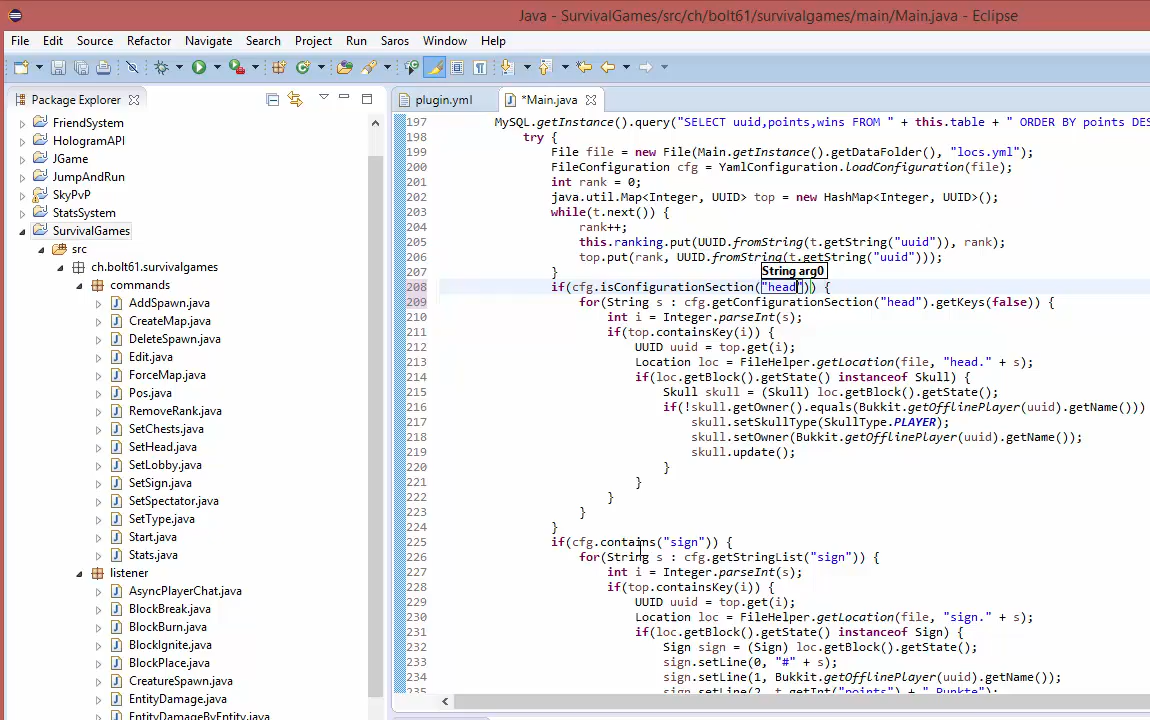 Java - SurvivalGames/src/ch/bolt61/survivalgames/main/Main.java - Eclipse
File Edit Source Refactor Navigate Search Project Run Saros Window Help
Package Explorer
plugin.yml
*Main.java
FriendSystem
HologramAPI
JGame
JumpAndRun
SkyPvP
StatsSystem
SurvivalGames
src
ch.bolt61.survivalgames
commands
AddSpawn.java
CreateMap.java
DeleteSpawn.java
Edit.java
ForceMap.java
Pos.java
RemoveRank.java
SetChests.java
SetHead.java
SetLobby.java
SetSign.java
SetSpectator.java
SetType.java
Start.java
Stats.java
listener
AsyncPlayerChat.java
BlockBreak.java
BlockBurn.java
BlockIgnite.java
BlockPlace.java
CreatureSpawn.java
EntityDamage.java
EntityDamageByEntity.java
197 MySQL.getInstance().query("SELECT uuid,points,wins FROM " + this.table + " ORDER BY points DES
198 try {
199 File file = new File(Main.getInstance().getDataFolder(), "locs.yml");
200 FileConfiguration cfg = YamlConfiguration.loadConfiguration(file);
201 int rank = 0;
202 java.util.Map<Integer, UUID> top = new HashMap<Integer, UUID>();
203 while(t.next()) {
204 rank++;
205 this.ranking.put(UUID.fromString(t.getString("uuid")), rank);
206 top.put(rank, UUID.fromString(t.getString("uuid")));
207 }
String arg0
208 if(cfg.isConfigurationSection("head")) {
209 for(String s : cfg.getConfigurationSection("head").getKeys(false)) {
210 int i = Integer.parseInt(s);
211 if(top.containsKey(i)) {
212 UUID uuid = top.get(i);
213 Location loc = FileHelper.getLocation(file, "head." + s);
214 if(loc.getBlock().getState() instanceof Skull) {
215 Skull skull = (Skull) loc.getBlock().getState();
216 if(!skull.getOwner().equals(Bukkit.getOfflinePlayer(uuid).getName()))
217 skull.setSkullType(SkullType.PLAYER);
218 skull.setOwner(Bukkit.getOfflinePlayer(uuid).getName());
219 skull.update();
220 }
221 }
222 }
223 }
224 }
225 if(cfg.contains("sign")) {
226 for(String s : cfg.getStringList("sign")) {
227 int i = Integer.parseInt(s);
228 if(top.containsKey(i)) {
229 UUID uuid = top.get(i);
230 Location loc = FileHelper.getLocation(file, "sign." + s);
231 if(loc.getBlock().getState() instanceof Sign) {
232 Sign sign = (Sign) loc.getBlock().getState();
233 sign.setLine(0, "#" + s);
234 sign.setLine(1, Bukkit.getOfflinePlayer(uuid).getName());
235 sign.setLine(2, t.getInt("points") + " Punkte");